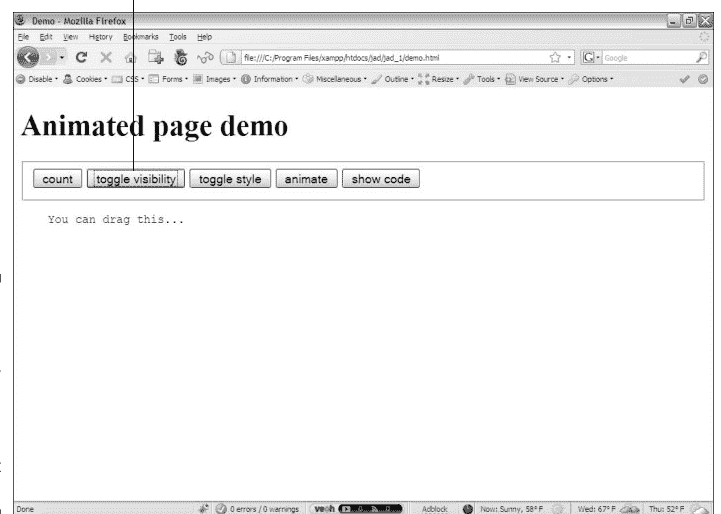 Demo - Mozilla Firefox
File Edit View History Bookmarks Tools Help
file:///C:/Program Files/xampp/htdocs/jad/jad_1/demo.html
Google
Disable Cookies CSS Forms Images Information Miscellaneous Outline Resize Tools View Source Options
Animated page demo
count toggle visibility toggle style animate show code
You can drag this...
Done 0 errors / 0 warnings veoh Adblock Now: Sunny, 58° F Wed: 67° F Thu: 52° F